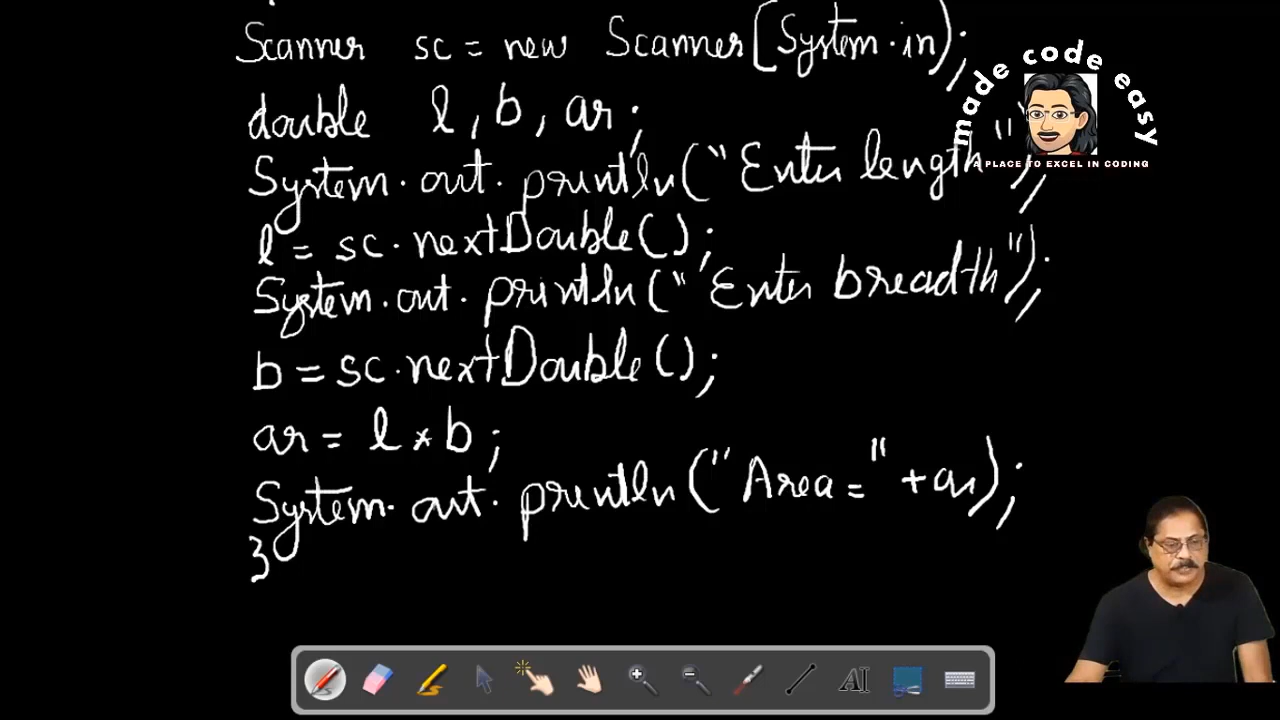 Scanner sc = new Scanner(System.in);
double l, b, ar;
System.out.println("Enter length");
l = sc.nextDouble();
System.out.println("Enter breadth");
b = sc.nextDouble();
ar = l * b;
System.out.println("Area=" + ar);
}
made code easy
A PLACE TO EXCEL IN CODING
AI